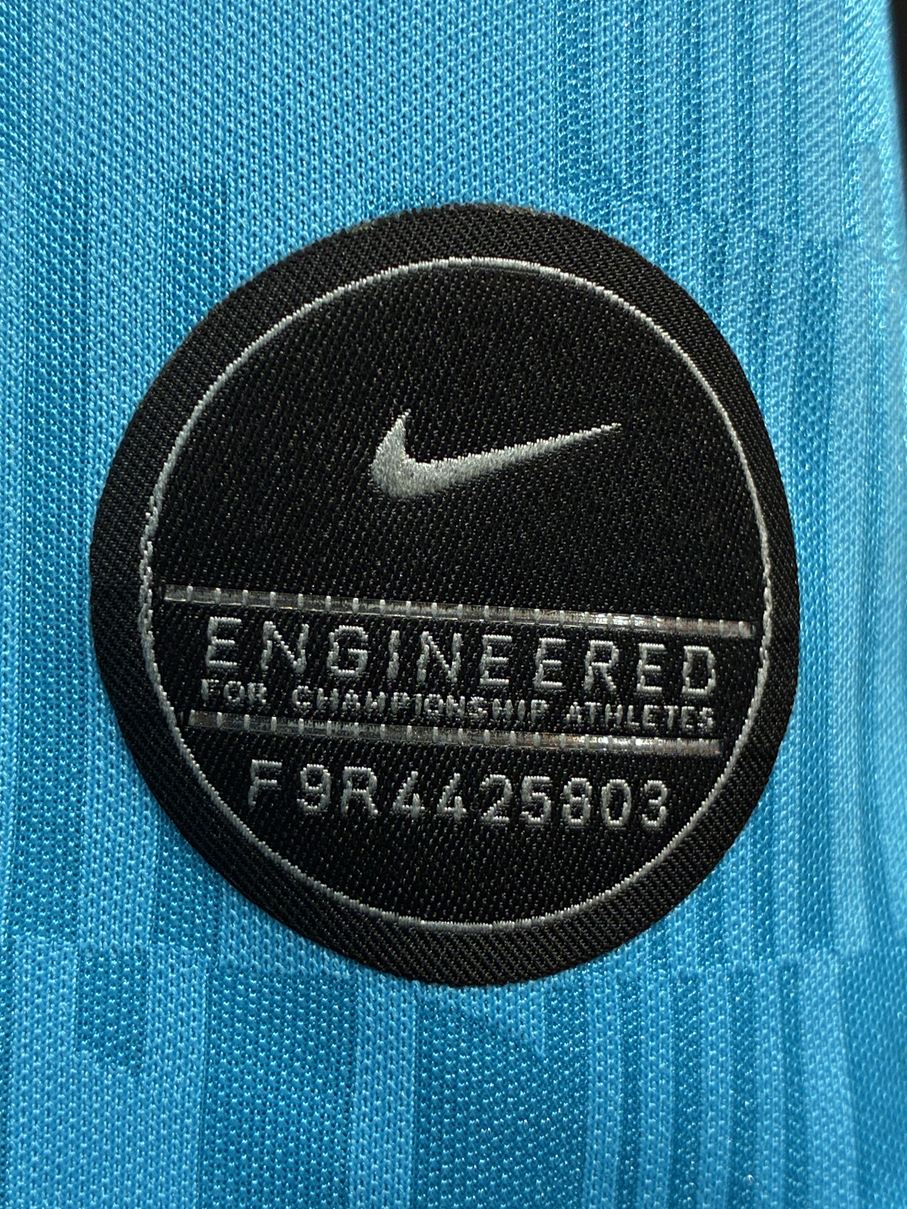 ENGINEERED
FOR CHAMPIONSHIP ATHLETES
F9R4425803